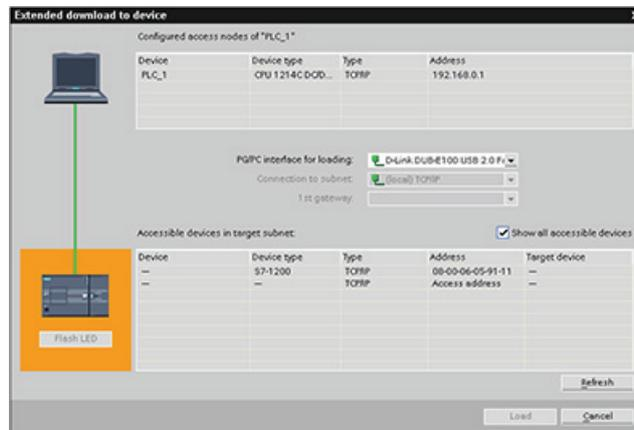 Extended download to device
Configured access nodes of "PLC_1"
Device Device type Type Address
PLC_1 CPU 1214C DC/D... TCP/IP 192.168.0.1
PG/PC interface for loading: D-Link DUB-E100 USB 2.0 Fa
Connection to subnet: (local) TCP/IP
1st gateway:
Accessible devices in target subnet: Show all accessible devices
Device Device type Type Address Target device
— S7-1200 TCP/IP 08-00-06-05-91-11 —
— — TCP/IP Access address —
Flash LED
Refresh
Load Cancel